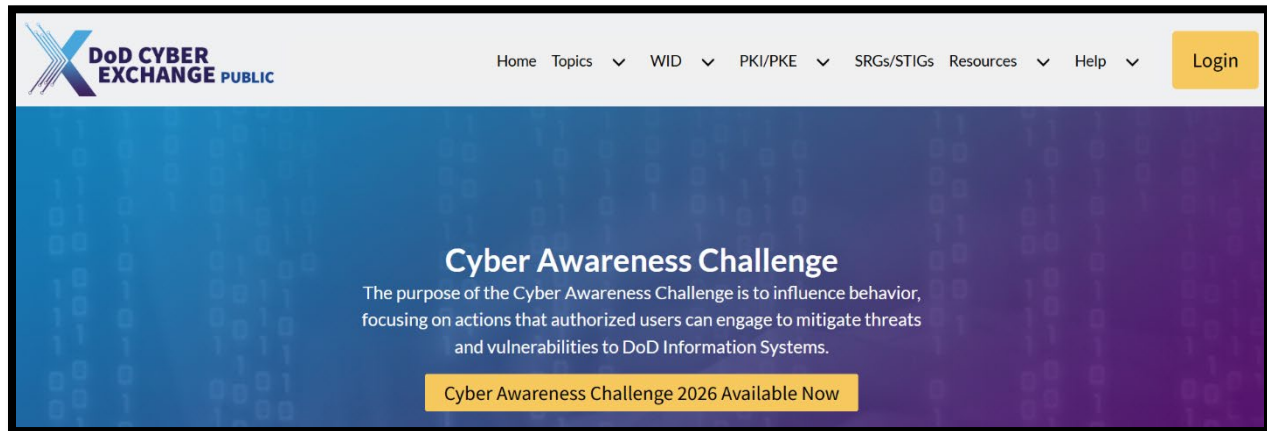 DoD CYBER
EXCHANGE PUBLIC
Home Topics WID PKI/PKE SRGs/STIGs Resources Help Login
Cyber Awareness Challenge
The purpose of the Cyber Awareness Challenge is to influence behavior,
focusing on actions that authorized users can engage to mitigate threats
and vulnerabilities to DoD Information Systems.
Cyber Awareness Challenge 2026 Available Now